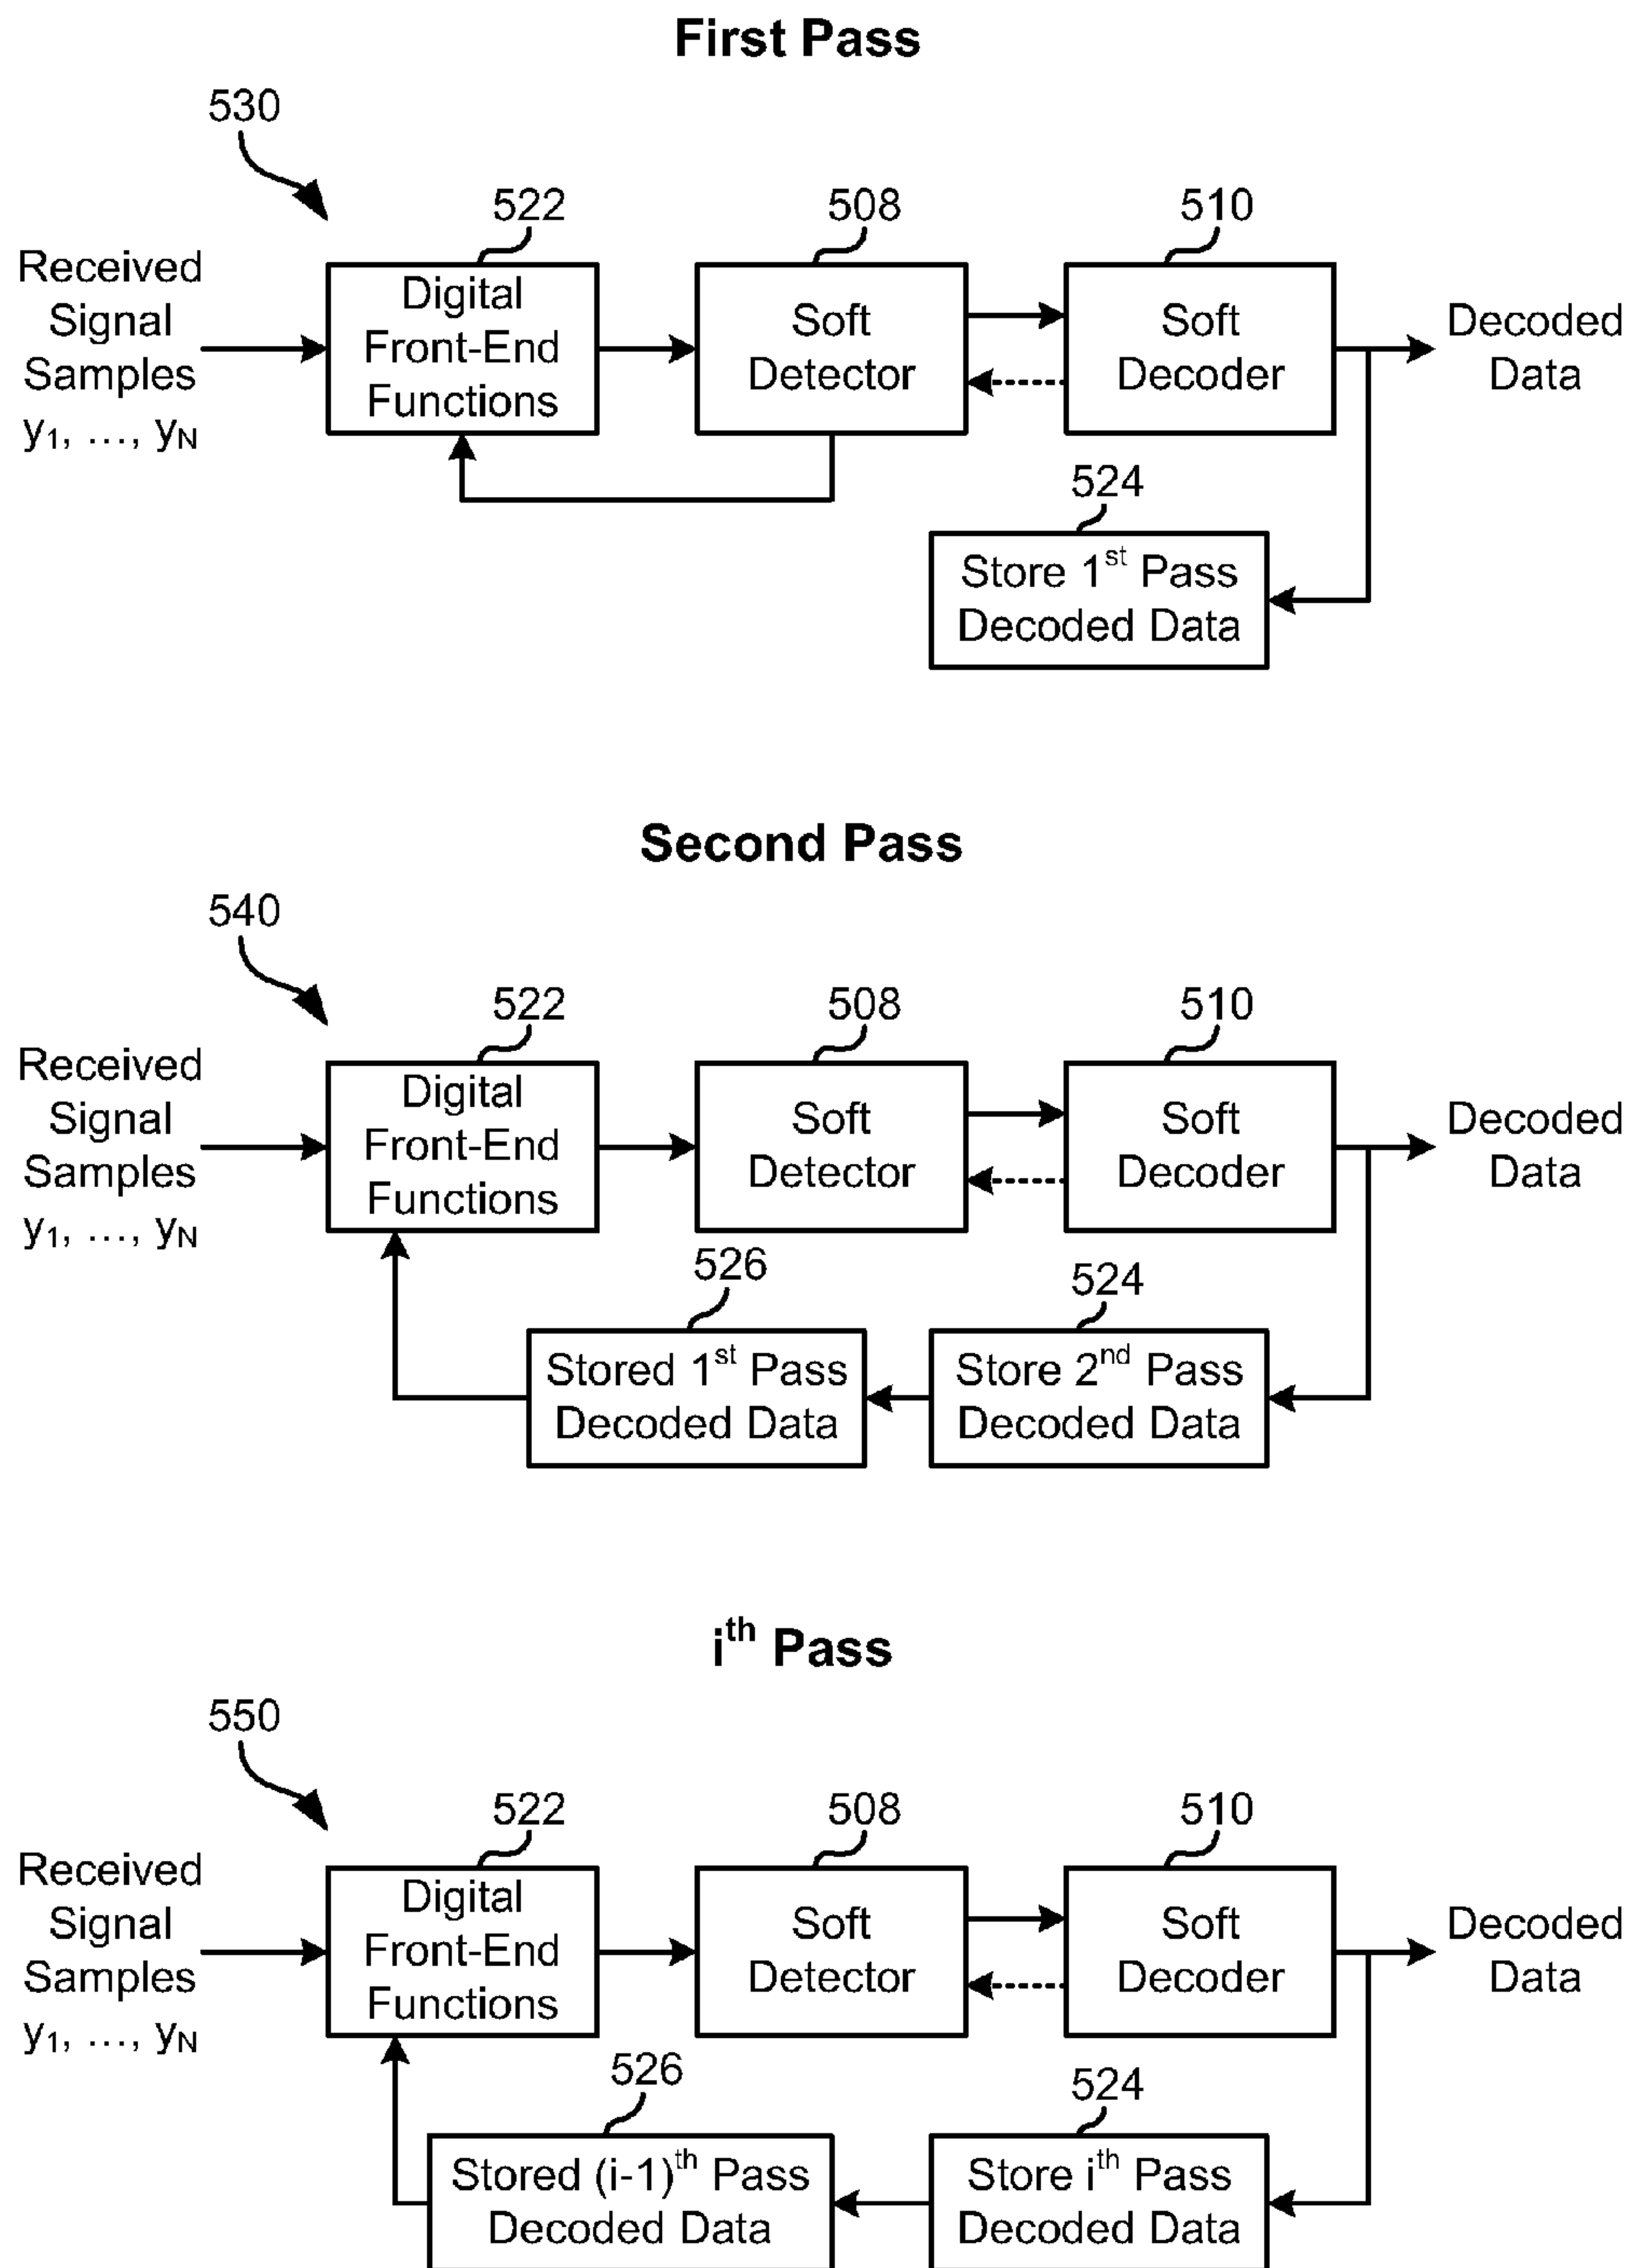 First Pass
530
522
508
510
Received
Signal
Samples
y₁, …, yN
Digital
Front-End
Functions
Soft
Detector
Soft
Decoder
Decoded
Data
524
Store 1st Pass
Decoded Data
Second Pass
540
522
508
510
Received
Signal
Samples
y₁, …, yN
Digital
Front-End
Functions
Soft
Detector
Soft
Decoder
Decoded
Data
526
524
Stored 1st Pass
Decoded Data
Store 2nd Pass
Decoded Data
ith Pass
550
522
508
510
Received
Signal
Samples
y₁, …, yN
Digital
Front-End
Functions
Soft
Detector
Soft
Decoder
Decoded
Data
526
524
Stored (i-1)th Pass
Decoded Data
Store ith Pass
Decoded Data